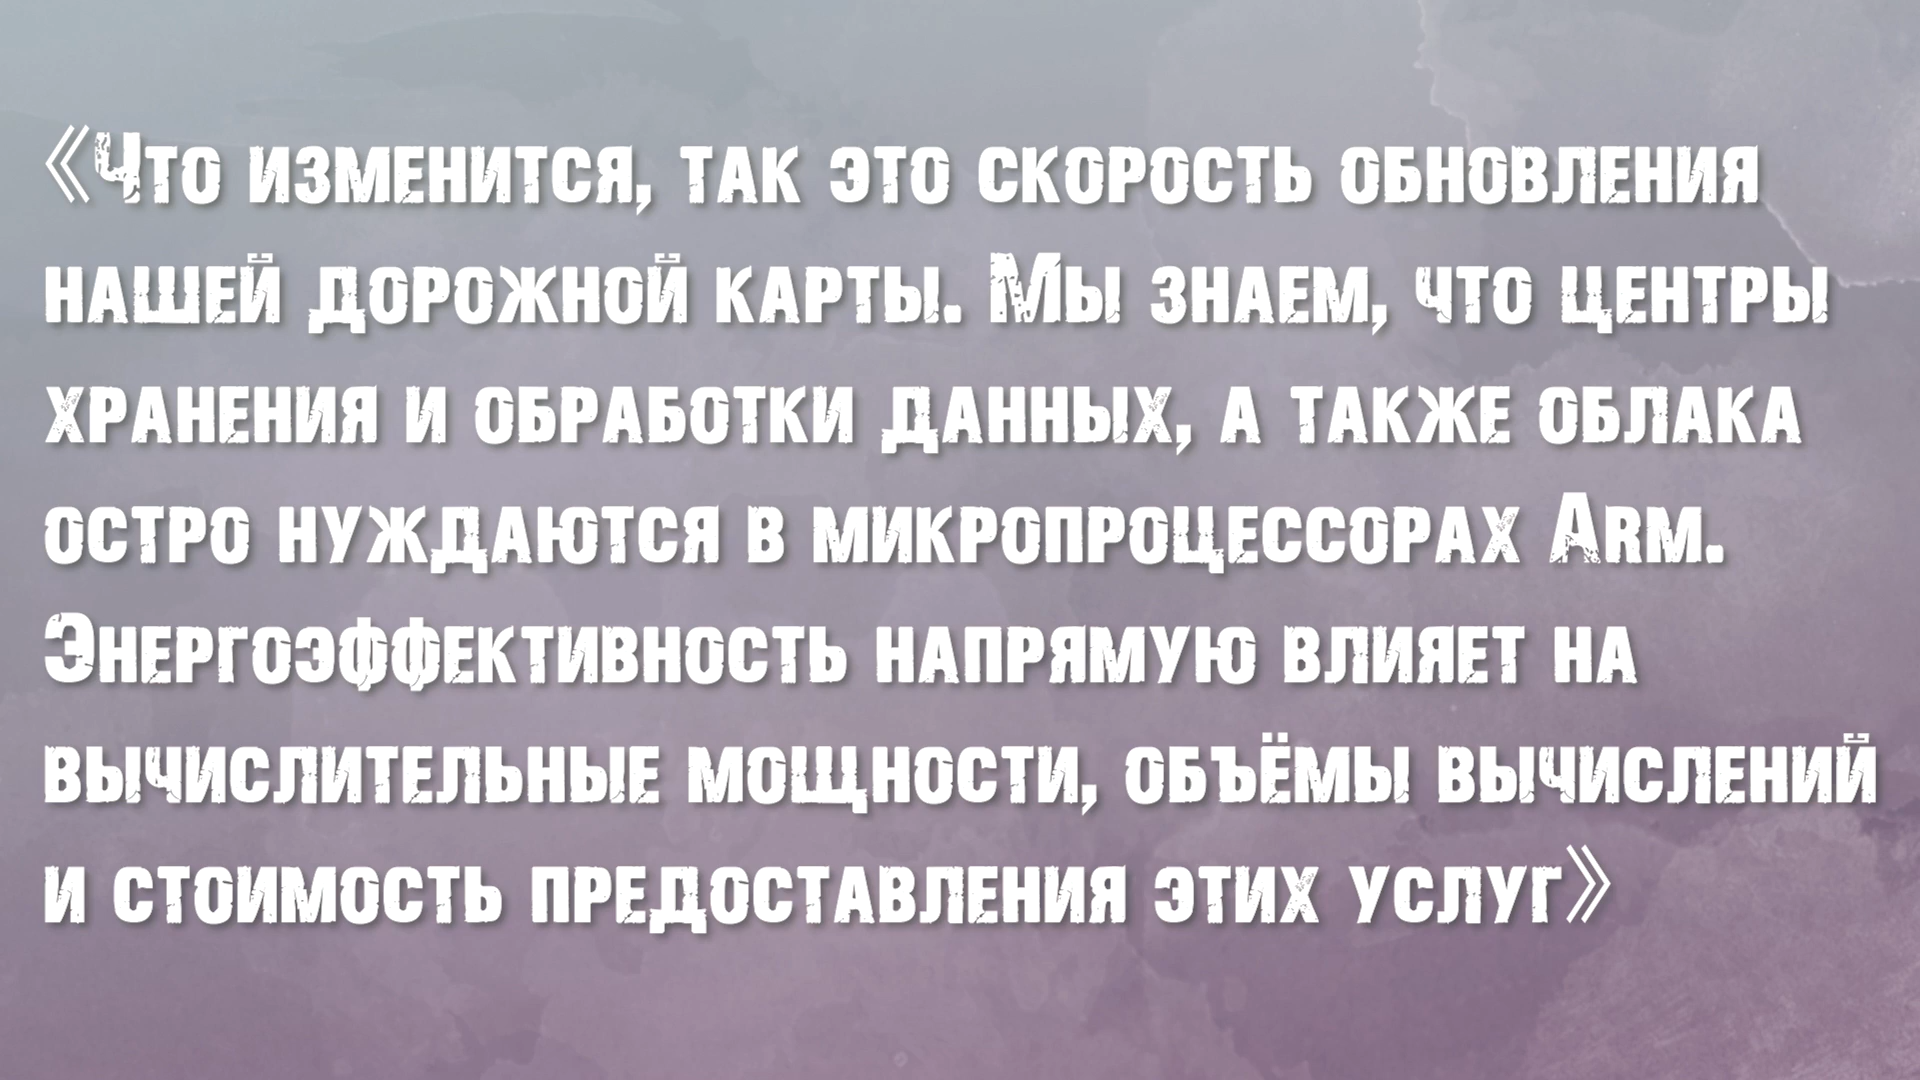 《Что изменится, так это скорость обновления
нашей дорожной карты. Мы знаем, что центры
хранения и обработки данных, а также облака
остро нуждаются в микропроцессорах Arm.
Энергоэффективность напрямую влияет на
вычислительные мощности, объёмы вычислений
и стоимость предоставления этих услуг》